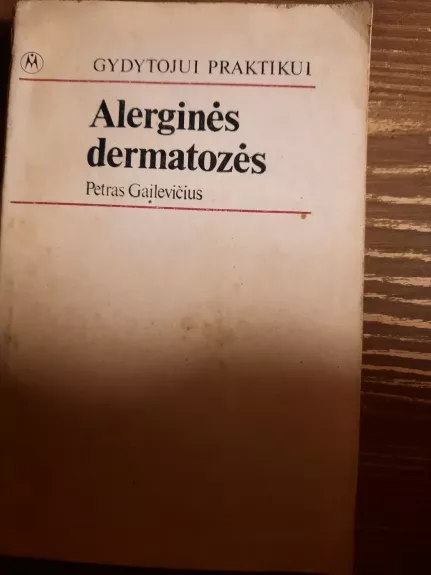 GYDYTOJUI PRAKTIKUI
Alerginės
dermatozės
Petras Gailevičius